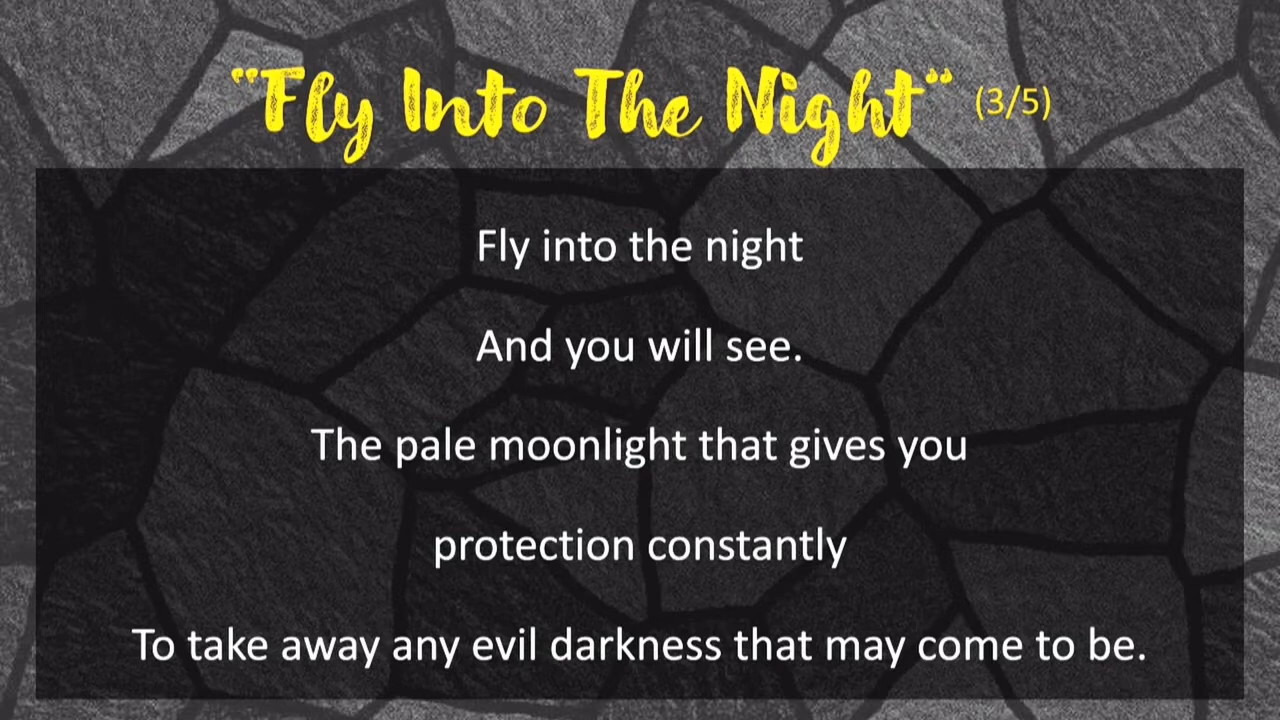 "Fly Into The Night" (3/5)
Fly into the night
And you will see.
The pale moonlight that gives you
protection constantly
To take away any evil darkness that may come to be.